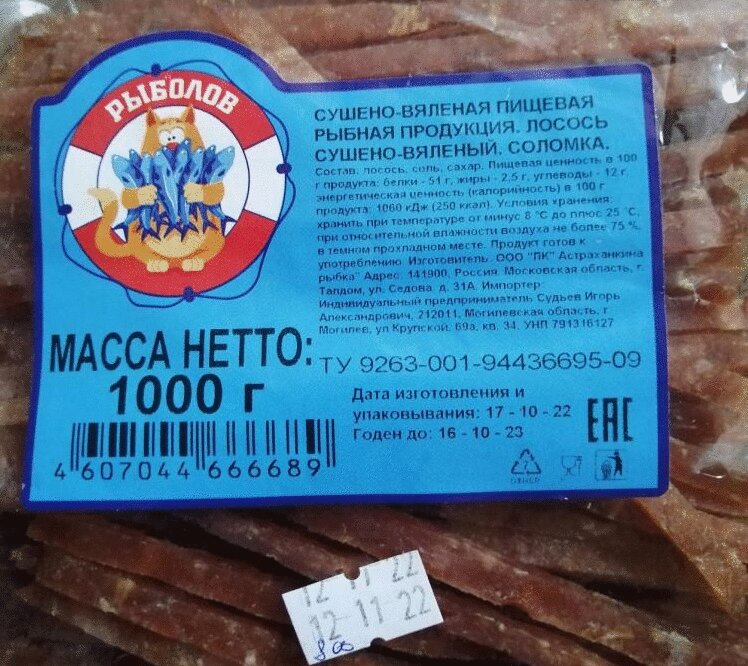 РЫБОЛОВ
СУШЕНО-ВЯЛЕНАЯ ПИЩЕВАЯ
РЫБНАЯ ПРОДУКЦИЯ. ЛОСОСЬ
СУШЕНО-ВЯЛЕНЫЙ. СОЛОМКА.
Состав: лосось, соль, сахар. Пищевая ценность в 100
г продукта: белки - 51 г, жиры - 2,5 г, углеводы - 12 г,
энергетическая ценность (калорийность) в 100 г
продукта: 1060 кДж (250 ккал). Условия хранения:
хранить при температуре от минус 8 °С до плюс 25 °С,
при относительной влажности воздуха не более 75 %,
в темном прохладном месте. Продукт готов к
употреблению. Изготовитель: ООО "ПК" Астраханкина
рыбка" Адрес: 141900, Россия. Московская область, г.
Талдом, ул. Седова, д. 31А. Импортер:
Индивидуальный предприниматель Судьев Игорь
Александрович, 212011, Могилевская область, г
Могилев, ул Крупской, 69а, кв. 34. УНП 791316127
МАССА НЕТТО:
1000 г
ТУ 9263-001-94436695-09
Дата изготовления и
упаковывания: 17 - 10 - 22
Годен до: 16 - 10 - 23
ЕАС
4 607044 666689
12 11 22
12 11 22